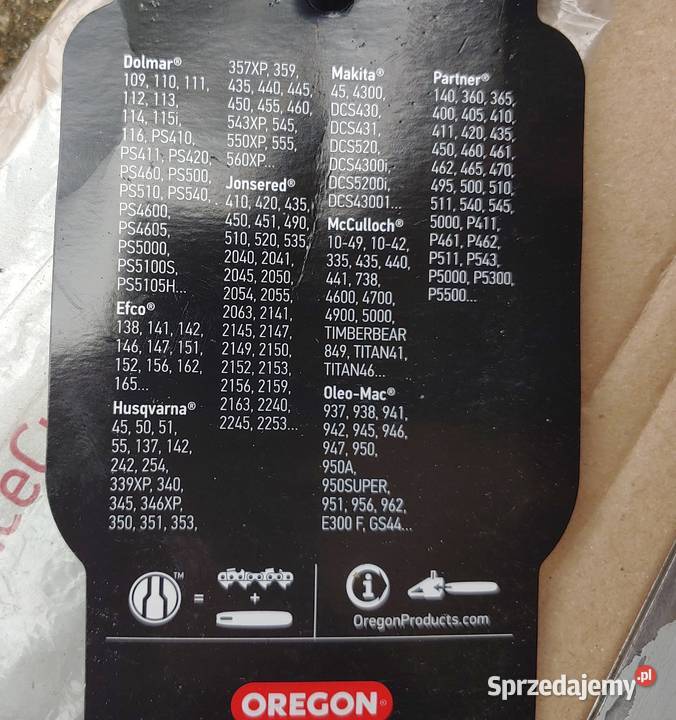 Dolmar®
109, 110, 111,
112, 113,
114, 115i,
116, PS410,
PS411, PS420,
PS460, PS500,
PS510, PS540,
PS4600,
PS4605,
PS5000,
PS5100S,
PS5105H...
Efco®
138, 141, 142,
146, 147, 151,
152, 156, 162,
165...
Husqvarna®
45, 50, 51,
55, 137, 142,
242, 254,
339XP, 340,
345, 346XP,
350, 351, 353,
357XP, 359,
435, 440, 445,
450, 455, 460,
543XP, 545,
550XP, 555,
560XP...
Jonsered®
410, 420, 435,
450, 451, 490,
510, 520, 535,
2040, 2041,
2045, 2050,
2054, 2055,
2063, 2141,
2145, 2147,
2149, 2150,
2152, 2153,
2156, 2159,
2163, 2240,
2245, 2253...
Makita®
45, 4300,
DCS430,
DCS431,
DCS520,
DCS4300i,
DCS5200i,
DCS43001...
McCulloch®
10-49, 10-42,
335, 435, 440,
441, 738,
4600, 4700,
4900, 5000,
TIMBERBEAR
849, TITAN41,
TITAN46...
Oleo-Mac®
937, 938, 941,
942, 945, 946,
947, 950,
950A,
950SUPER,
951, 956, 962,
E300 F, GS44...
Partner®
140, 360, 365,
400, 405, 410,
411, 420, 435,
450, 460, 461,
462, 465, 470,
495, 500, 510,
511, 540, 545,
5000, P411,
P461, P462,
P511, P543,
P5000, P5300,
P5500...
TM
=
+
OregonProducts.com
OREGON®
Sprzedajemy.pl